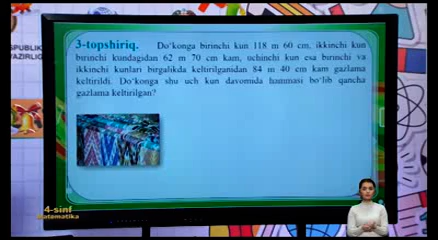 3-topshiriq. Do‘konga birinchi kun 118 m 60 cm, ikkinchi kun
birinchi kundagidan 62 m 70 cm kam, uchinchi kun esa birinchi va
ikkinchi kunlari birgalikda keltirilganidan 84 m 40 cm kam gazlama
keltirildi. Do‘konga shu uch kun davomida hammasi bo‘lib qancha
gazlama keltirilgan?
4-sinf
Matematika